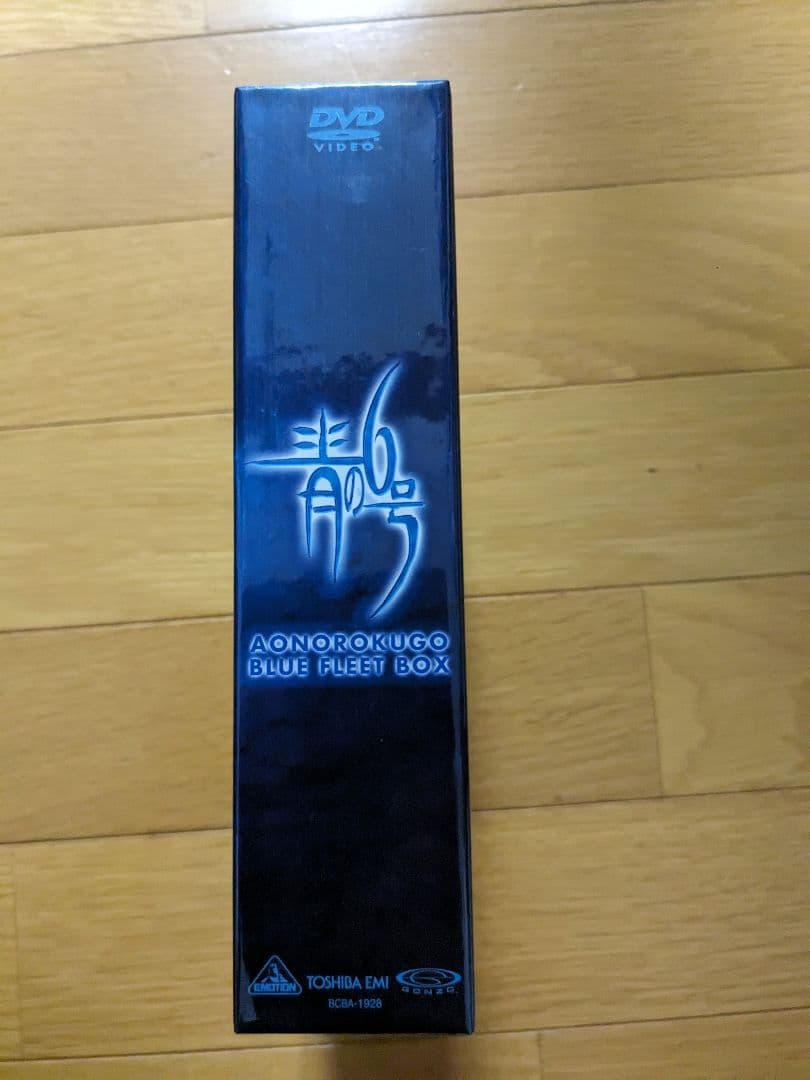 DVD
VIDEO
青の6号
AONOROKUGO
BLUE FLEET BOX
EMOTION
TOSHIBA EMI
GONZO
BCBA-1928